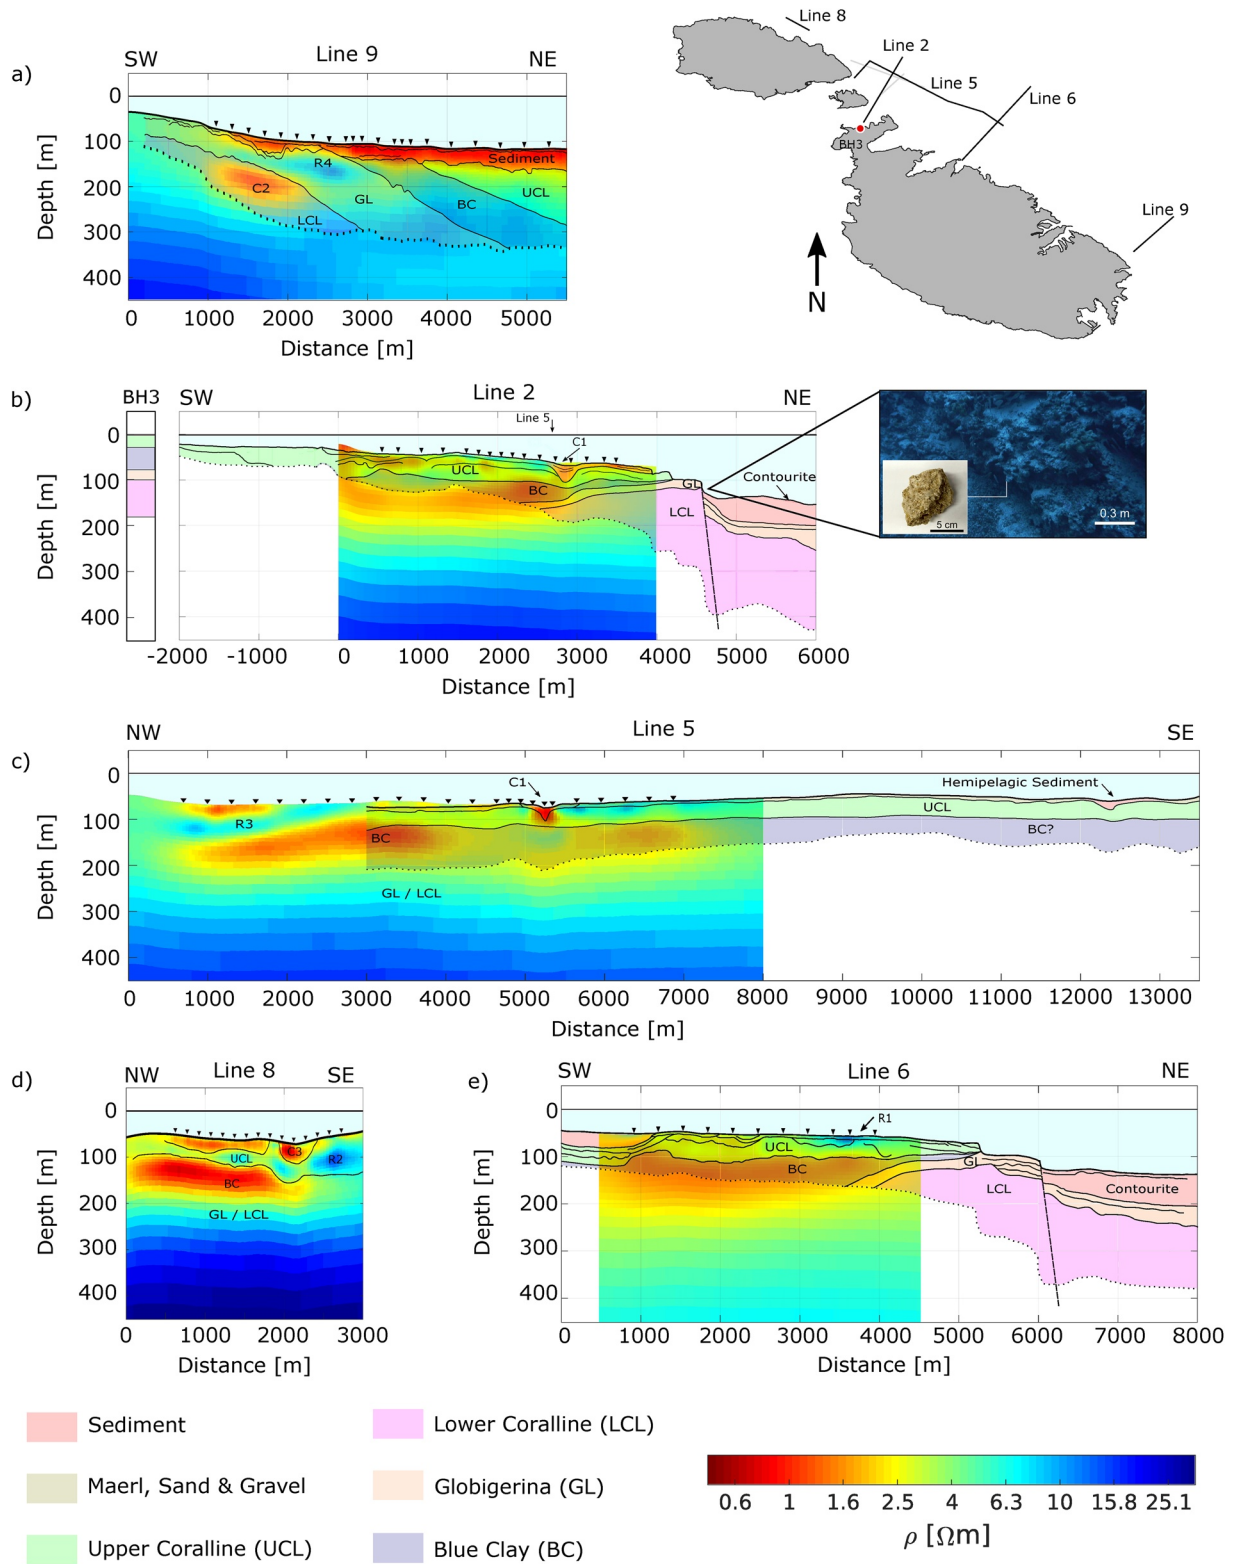 a)
SW
Line 9
NE
0
100
200
300
400
Depth [m]
R4
C2
GL
LCL
BC
Sediment
UCL
0
1000
2000
3000
4000
5000
Distance [m]
Line 8
Line 2
Line 5
Line 6
BH3
Line 9
N
b)
BH3
SW
Line 2
NE
Line 5
C1
0
100
200
300
400
Depth [m]
UCL
BC
GL
LCL
Contourite
5 cm
0.3 m
-2000
-1000
0
1000
2000
3000
4000
5000
6000
Distance [m]
c)
NW
Line 5
SE
0
100
200
300
400
Depth [m]
C1
Hemipelagic Sediment
R3
UCL
BC
BC?
GL / LCL
0
1000
2000
3000
4000
5000
6000
7000
8000
9000
10000
11000
12000
13000
Distance [m]
d)
NW
Line 8
SE
0
100
200
300
400
Depth [m]
C3
UCL
R2
BC
GL / LCL
0
1000
2000
3000
Distance [m]
e)
SW
Line 6
NE
0
100
200
300
400
Depth [m]
R1
UCL
BC
GL
LCL
Contourite
0
1000
2000
3000
4000
5000
6000
7000
8000
Distance [m]
Sediment
Maerl, Sand & Gravel
Upper Coralline (UCL)
Lower Coralline (LCL)
Globigerina (GL)
Blue Clay (BC)
0.6 1 1.6 2.5 4 6.3 10 15.8 25.1
ρ [Ωm]